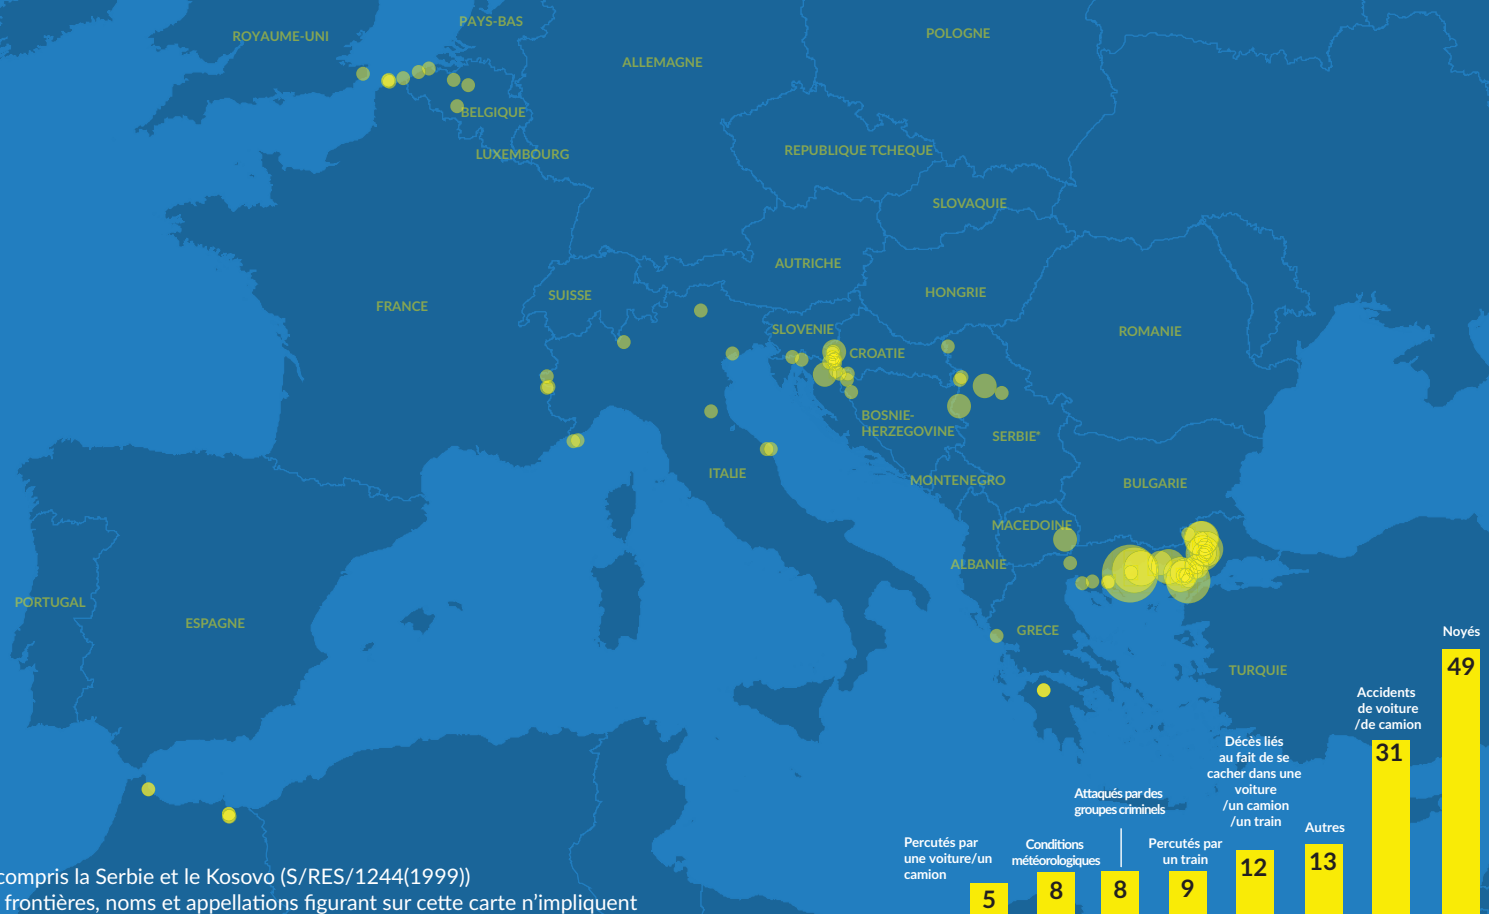 PAYS-BAS
ROYAUME-UNI
POLOGNE
ALLEMAGNE
BELGIQUE
LUXEMBOURG
REPUBLIQUE TCHEQUE
SLOVAQUIE
AUTRICHE
SUISSE
HONGRIE
FRANCE
SLOVENIE
ROMANIE
CROATIE
BOSNIE-
HERZEGOVINE
SERBIE*
ITALIE
MONTENEGRO
BULGARIE
MACEDOINE
ALBANIE
PORTUGAL
ESPAGNE
GRECE
TURQUIE
Noyés
49
Accidents
de voiture
/de camion
31
Décès liés
au fait de se
cacher dans une
voiture
/un camion
/un train
12
Autres
13
Attaqués par des
groupes criminels
8
Percutés par
un train
9
Conditions
météorologiques
8
Percutés par
une voiture/un
camion
5
compris la Serbie et le Kosovo (S/RES/1244(1999))
frontières, noms et appellations figurant sur cette carte n'impliquent